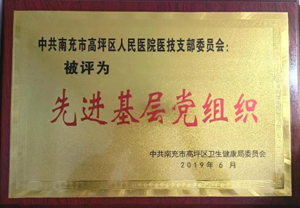 中共南充市高坪区人民医院医技支部委员会:
被评为
先进基层党组织
中共南充市高坪区卫生健康局委员会
2019年6月